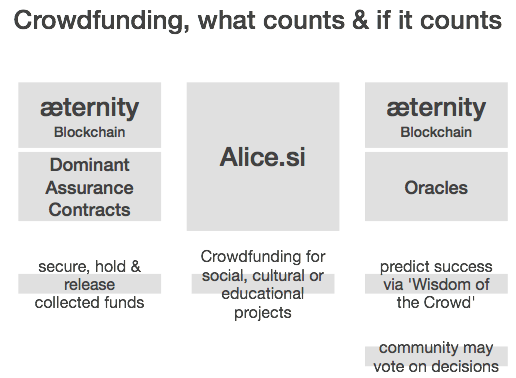 Crowdfunding, what counts & if it counts
æternity
Blockchain
Dominant
Assurance
Contracts
secure, hold &
release
collected funds
Alice.si
Crowdfunding for
social, cultural or
educational
projects
æternity
Blockchain
Oracles
predict success
via 'Wisdom of
the Crowd'
community may
vote on decisions